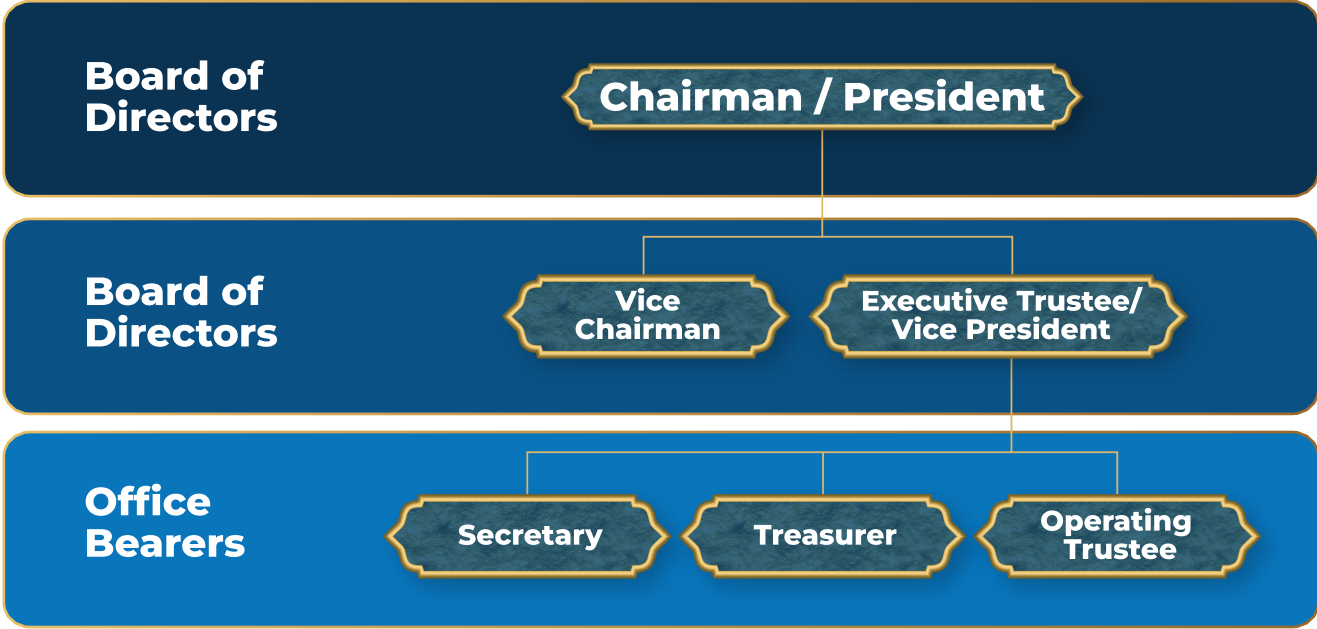 Board of
Directors
Chairman / President
Board of
Directors
Vice
Chairman
Executive Trustee/
Vice President
Office
Bearers
Secretary
Treasurer
Operating
Trustee